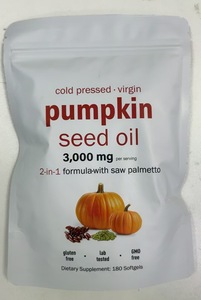 cold pressed · virgin
pumpkin
seed oil
3,000 mg per serving
2-in-1 formula-with saw palmetto
gluten free · lab tested · GMO free
Dietary Supplement: 180 Softgels